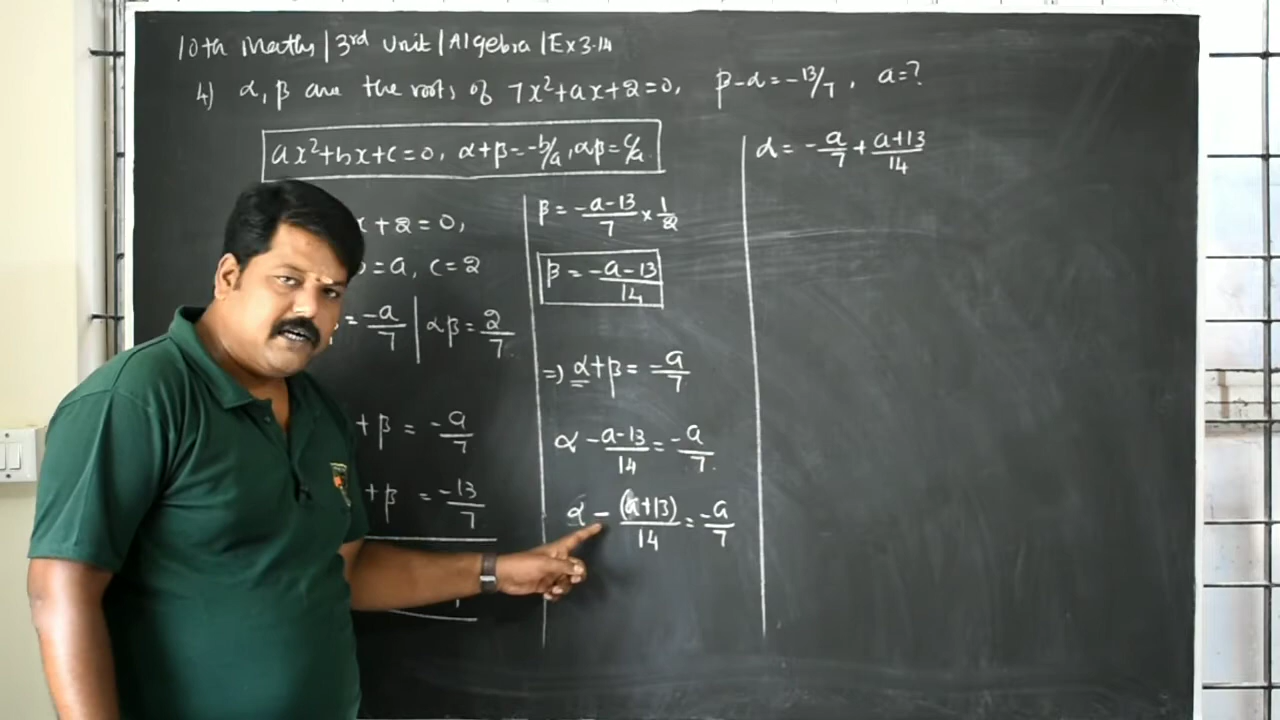 10th Maths | 3rd Unit | Algebra | Ex 3.14
4) α, β are the roots of 7x²+ax+2=0, β-α=-13/7, a=?
ax²+bx+c=0, α+β=-b/a, αβ=c/a
x+2=0,
=a, c=2
=-a/7 | αβ=2/7
+β=-a/7
+β=-13/7
β=-a-13/7×1/2
β=-a-13/14
=) α+β=-a/7
α-a-13/14=-a/7
α-(a+13)/14=-a/7
α=-a/7+a+13/14